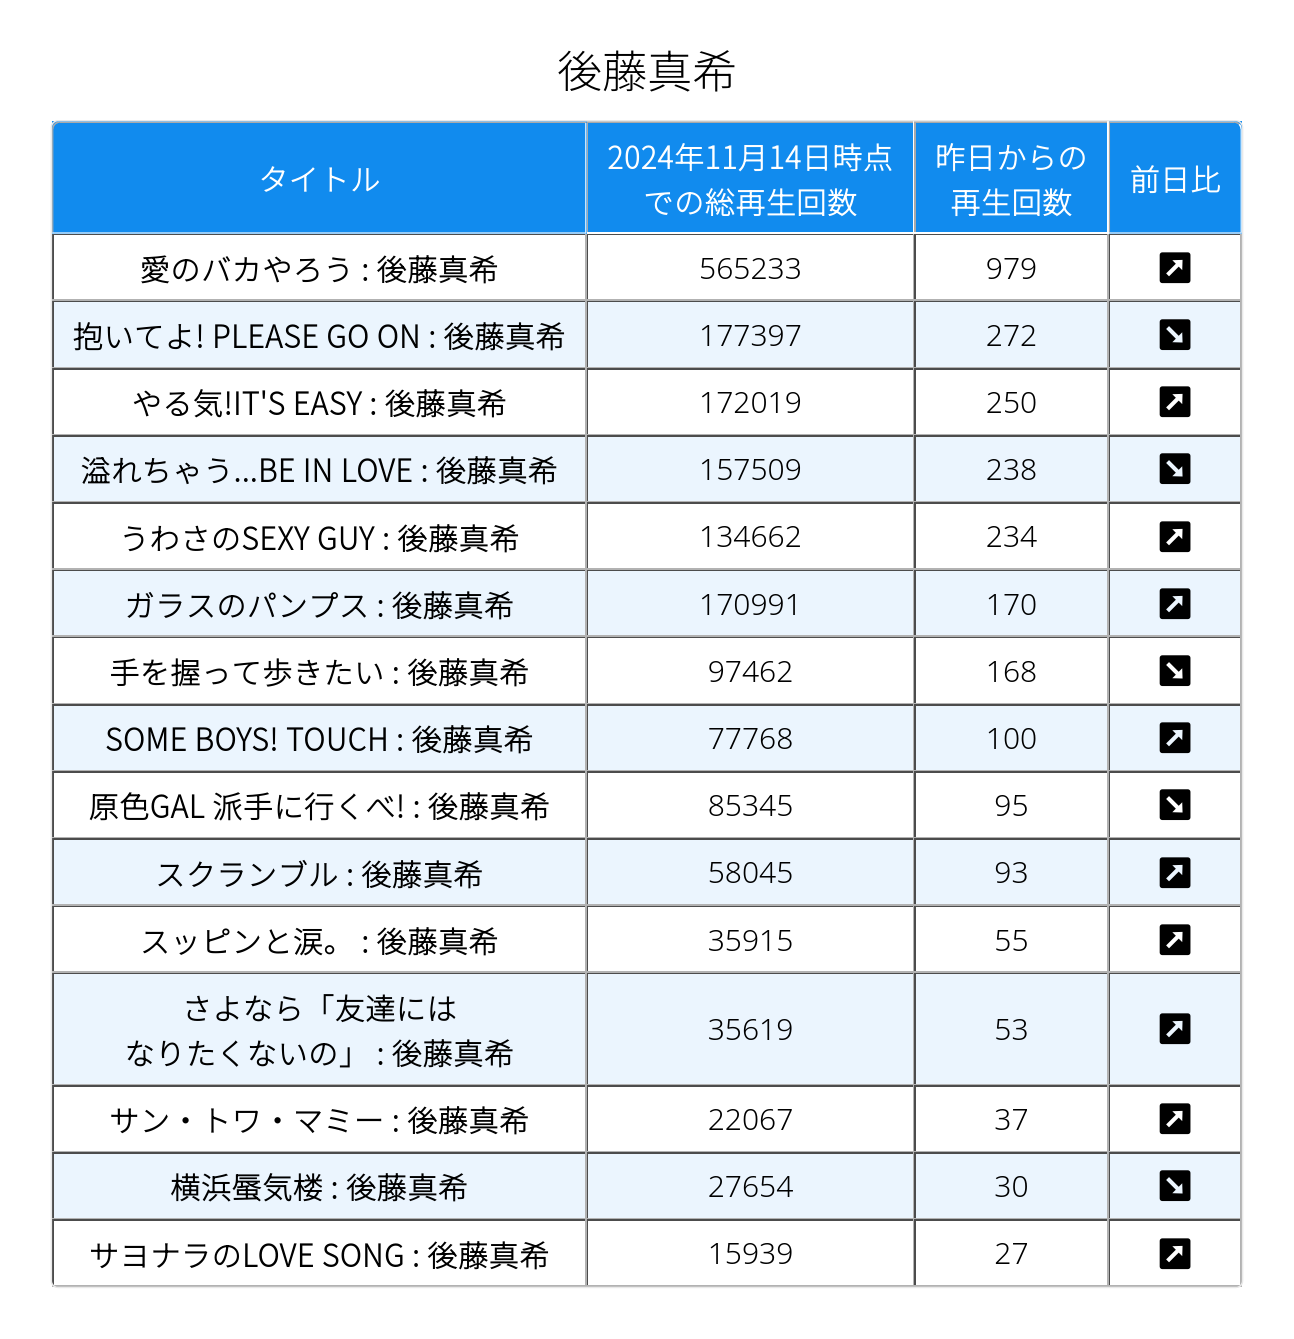 後藤真希
タイトル
2024年11月14日時点
での総再生回数
昨日からの
再生回数
前日比
愛のバカやろう : 後藤真希 565233 979
抱いてよ! PLEASE GO ON : 後藤真希 177397 272
やる気!IT'S EASY : 後藤真希 172019 250
溢れちゃう...BE IN LOVE : 後藤真希 157509 238
うわさのSEXY GUY : 後藤真希 134662 234
ガラスのパンプス : 後藤真希 170991 170
手を握って歩きたい : 後藤真希 97462 168
SOME BOYS! TOUCH : 後藤真希 77768 100
原色GAL 派手に行くべ! : 後藤真希 85345 95
スクランブル : 後藤真希 58045 93
スッピンと涙。 : 後藤真希 35915 55
さよなら「友達には
なりたくないの」 : 後藤真希 35619 53
サン・トワ・マミー : 後藤真希 22067 37
横浜蜃気楼 : 後藤真希 27654 30
サヨナラのLOVE SONG : 後藤真希 15939 27